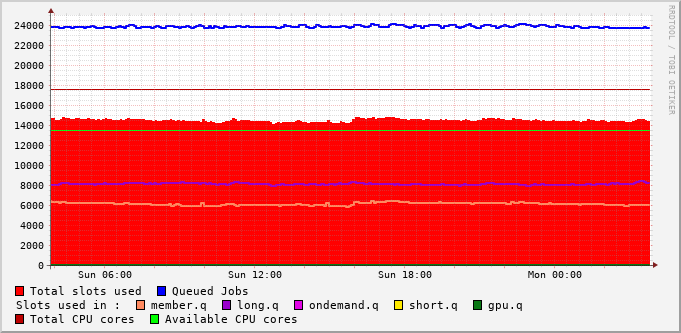 24000
22000
20000
18000
16000
14000
12000
10000
8000
6000
4000
2000
0
Sun 06:00 Sun 12:00 Sun 18:00 Mon 00:00
Total slots used Queued Jobs
Slots used in : member.q long.q ondemand.q short.q gpu.q
Total CPU cores Available CPU cores
RRDTOOL / TOBI OETIKER